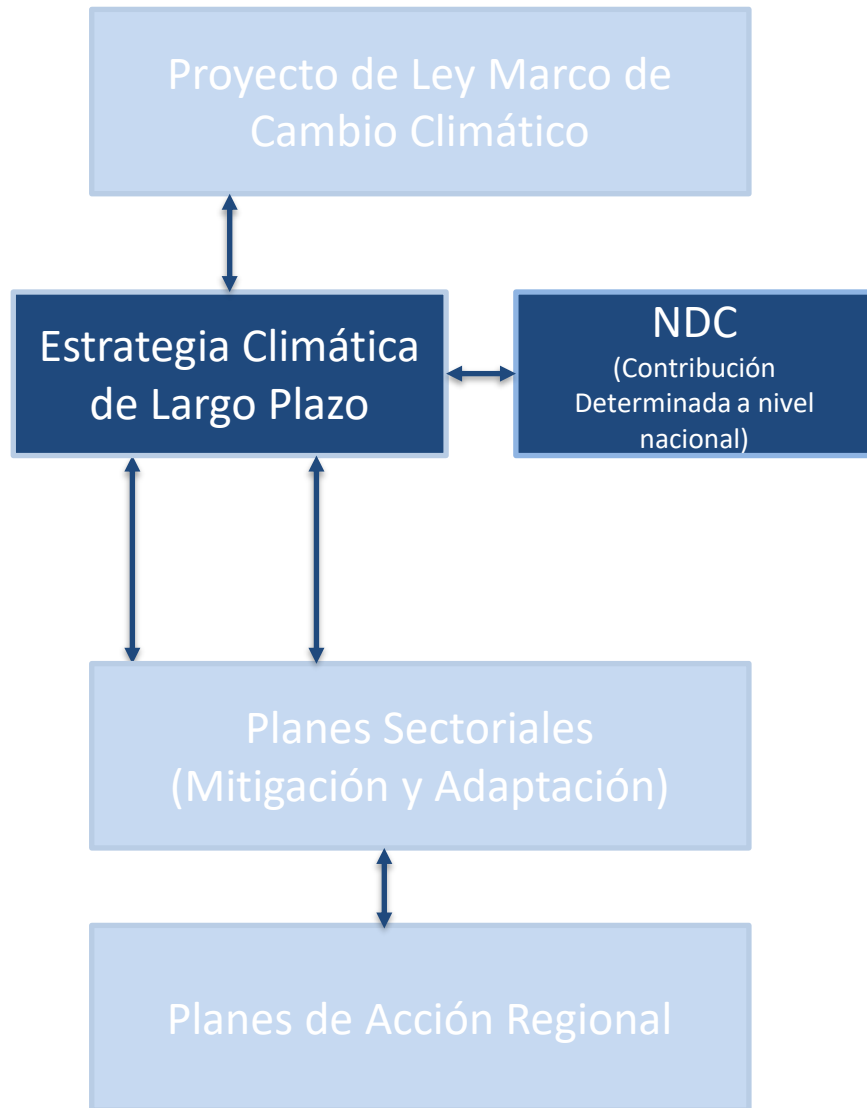 Proyecto de Ley Marco de
Cambio Climático
Estrategia Climática
de Largo Plazo
NDC
(Contribución
Determinada a nivel
nacional)
Planes Sectoriales
(Mitigación y Adaptación)
Planes de Acción Regional